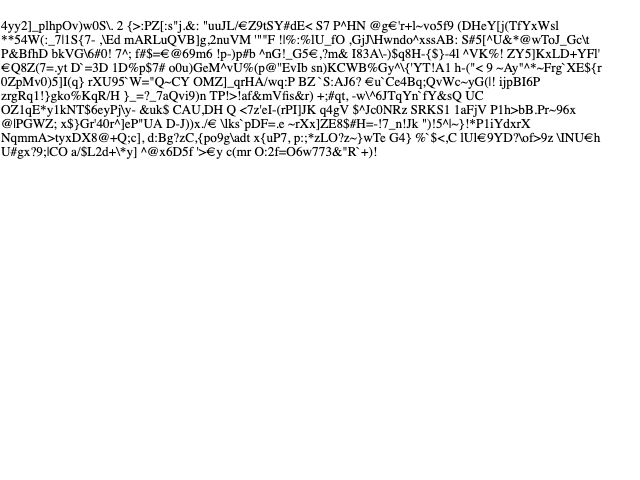 4yy2]_plhpOv)w0S\. 2 {>:PZ[:s"j.&: "uuJL/€Z9tSY#dE< S7 P^HN @g€'r+l~vo5f9 (DHeY[j(TfYxWsl
**54W(:_7|1S{7- ,\Ed mARLuQVB]g,2nuVM '""F !|%:%lU_fO ,GjJ\Hwndo^xssAB: S#5[^U&*@wToJ_Gc\t
P&BfhD bkVG\6#0! 7^; f#$=€@69m6 !p-)p#b ^nG!_G5€,?m& I83A\-)$q8H-{$}-4l ^VK%! ZY5]KxLD+YFl'
€Q8Z(7=.yt D`=3D 1D%p$7# o0u)GeM^vU%(p@"EvIb sn)KCWB%Gy^\{'YT!A1 h-("< 9 ~Ay"^*~Frg`XE${r
0ZpMv0)5]I(q} rXU95`W="Q~CY OMZ]_qrHA/wq:P BZ`S:AJ6? €u`Ce4Bq;QvWc~yG(l! ijpBI6P
zrgRq1!}gko%KqR/H }_=?_7aQvi9)n TP!>!af&mVfis&r) +;#qt, -w\^6JTqYn`fY&sQ UC
OZ1qE*y1kNT$6eyPj\y- &uk$ CAU,DH Q <7z'eI-(rPI]JK q4gV $^Jc0NRz SRKS1 1aFjV P1h>bB.Pr~96x
@lPGWZ; x$}Gr'40r^]eP"UA D-J))x./€ \lks`pDF=.e ~rXx]ZE8$#H=-!7_n!Jk ")!5^|~}!*P1iYdxrX
NqmmA>tyxDX8@+Q;c], d:Bg?zC,{po9g\adt x{uP7, p:;*zLO?z~}wTe G4} %`$<,C lUl€9YD?\of>9z \INU€h
U#gx?9;|CO a/$L2d+\*y] ^@x6D5f '>€y c(mr O:2f=O6w773&"R`+)!